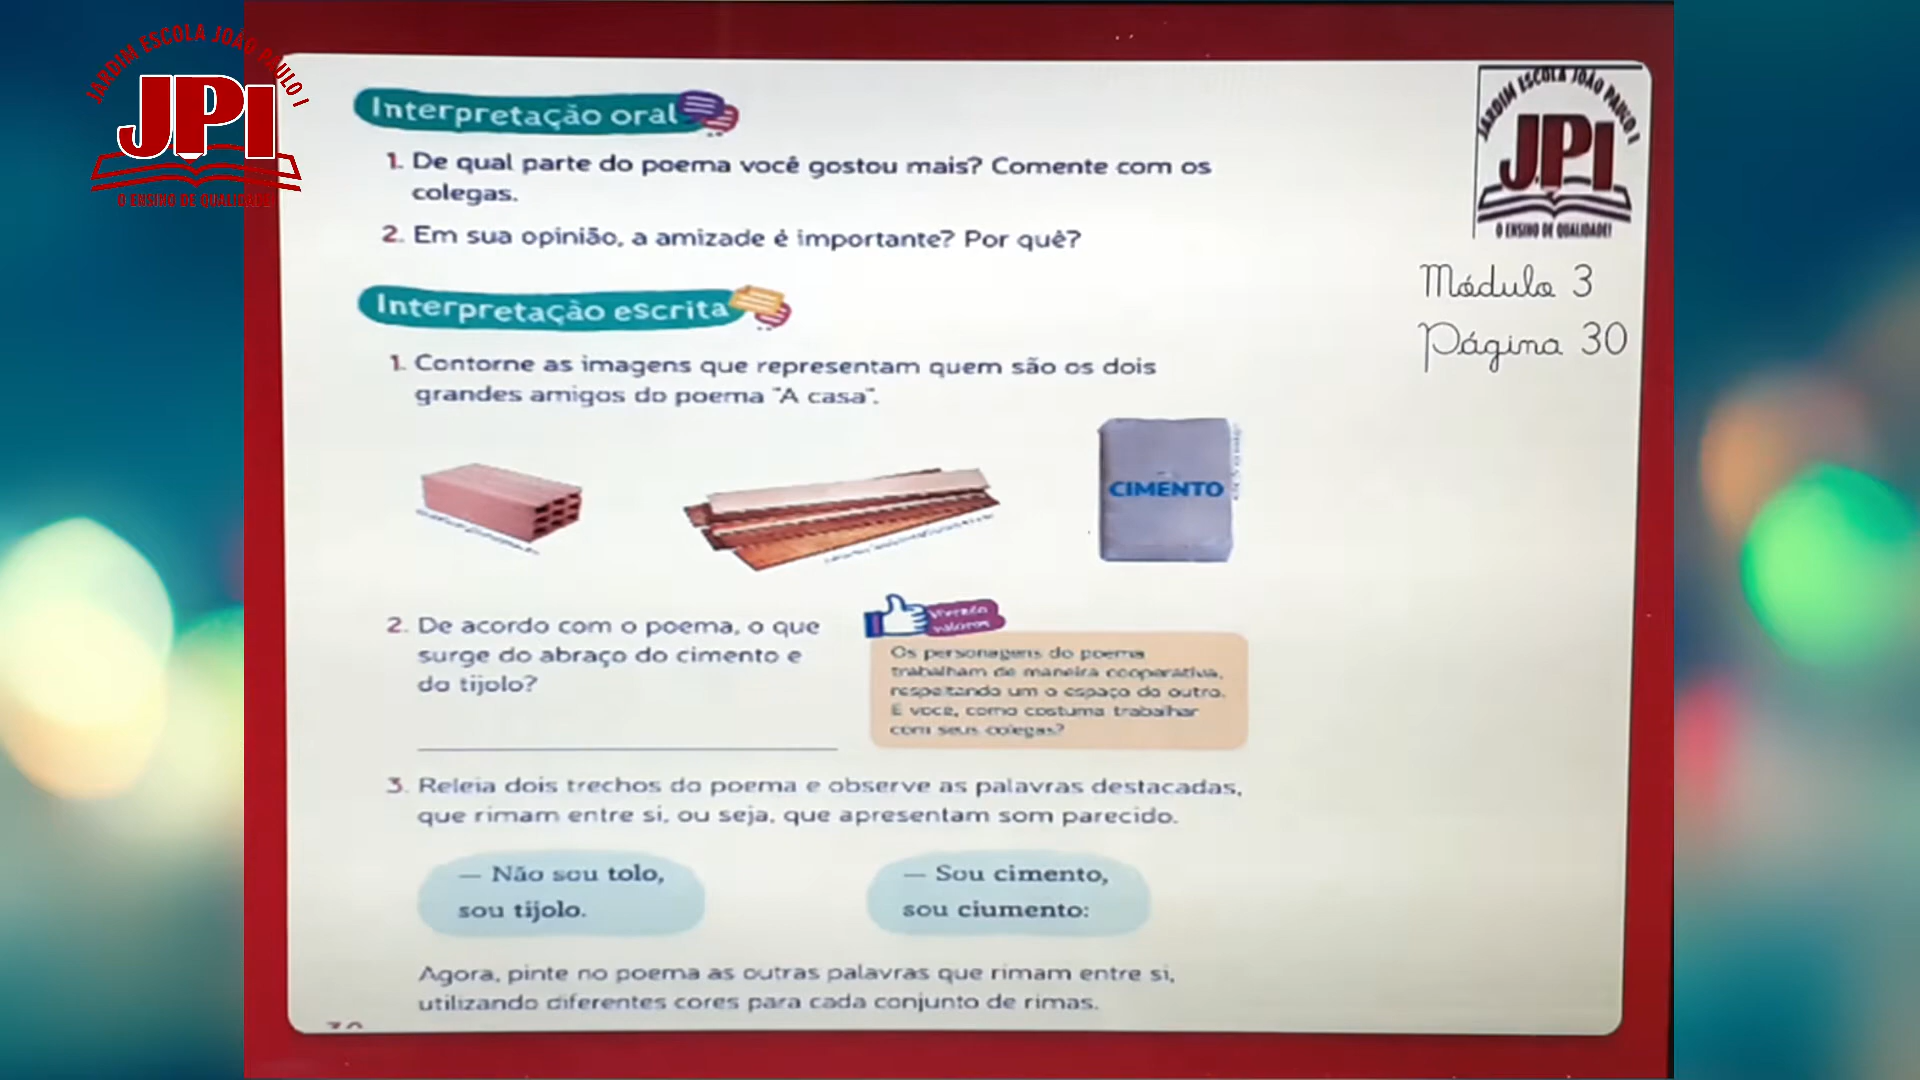 JARDIM ESCOLA JOÃO PAULO I
JPI
O ENSINO DE QUALIDADE
Interpretação oral
1. De qual parte do poema você gostou mais? Comente com os
colegas.
2. Em sua opinião, a amizade é importante? Por quê?
JARDIM ESCOLA JOÃO PAULO I
JPI
O ENSINO DE QUALIDADE!
Módulo 3
Página 30
Interpretação escrita
1. Contorne as imagens que representam quem são os dois
grandes amigos do poema "A casa".
CIMENTO
2. De acordo com o poema, o que
surge do abraço do cimento e
do tijolo?
Vivendo
valores
Os personagens do poema
trabalham de maneira cooperativa,
respeitando um o espaço do outro.
E você, como costuma trabalhar
com seus colegas?
3. Releia dois trechos do poema e observe as palavras destacadas,
que rimam entre si, ou seja, que apresentam som parecido.
— Não sou tolo,
sou tijolo.
— Sou cimento,
sou ciumento:
Agora, pinte no poema as outras palavras que rimam entre si,
utilizando diferentes cores para cada conjunto de rimas.
30